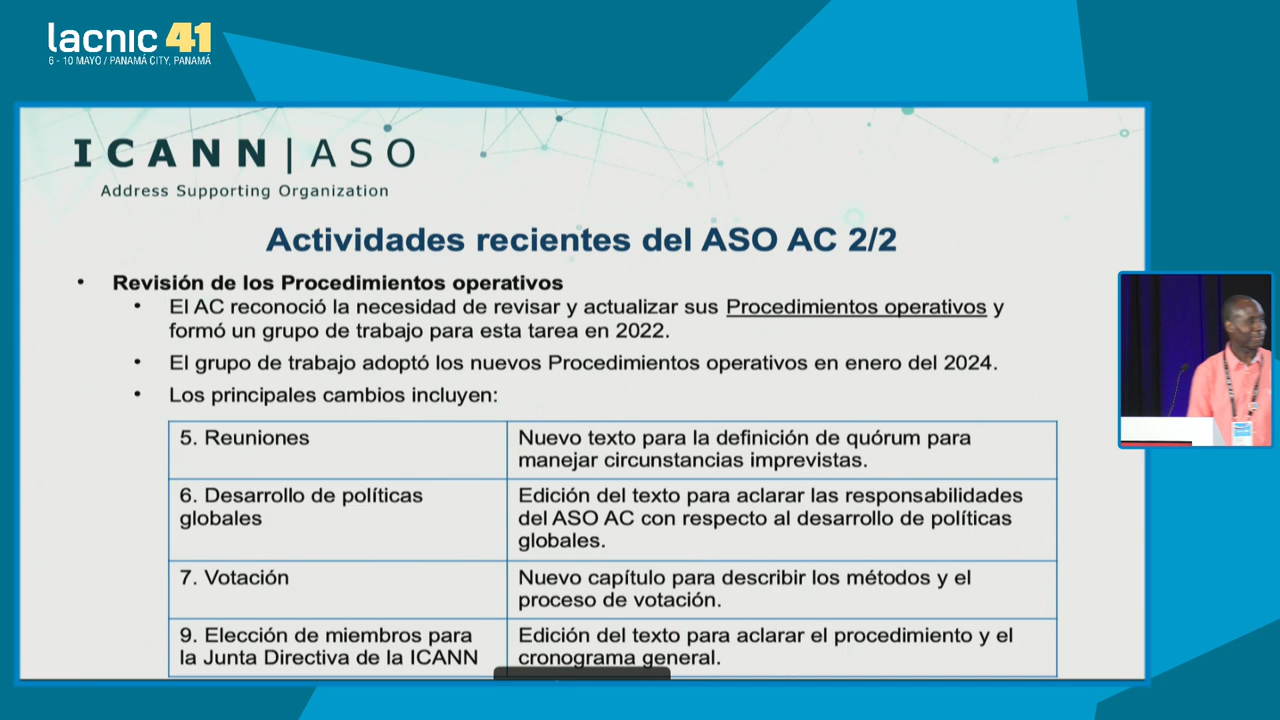 lacnic 41
6 - 10 MAYO / PANAMÁ CITY, PANAMÁ
ICANN | ASO
Address Supporting Organization
Actividades recientes del ASO AC 2/2
• Revisión de los Procedimientos operativos
• El AC reconoció la necesidad de revisar y actualizar sus Procedimientos operativos y
formó un grupo de trabajo para esta tarea en 2022.
• El grupo de trabajo adoptó los nuevos Procedimientos operativos en enero del 2024.
• Los principales cambios incluyen:
5. Reuniones
Nuevo texto para la definición de quórum para
manejar circunstancias imprevistas.
6. Desarrollo de políticas
globales
Edición del texto para aclarar las responsabilidades
del ASO AC con respecto al desarrollo de políticas
globales.
7. Votación
Nuevo capítulo para describir los métodos y el
proceso de votación.
9. Elección de miembros para
la Junta Directiva de la ICANN
Edición del texto para aclarar el procedimiento y el
cronograma general.